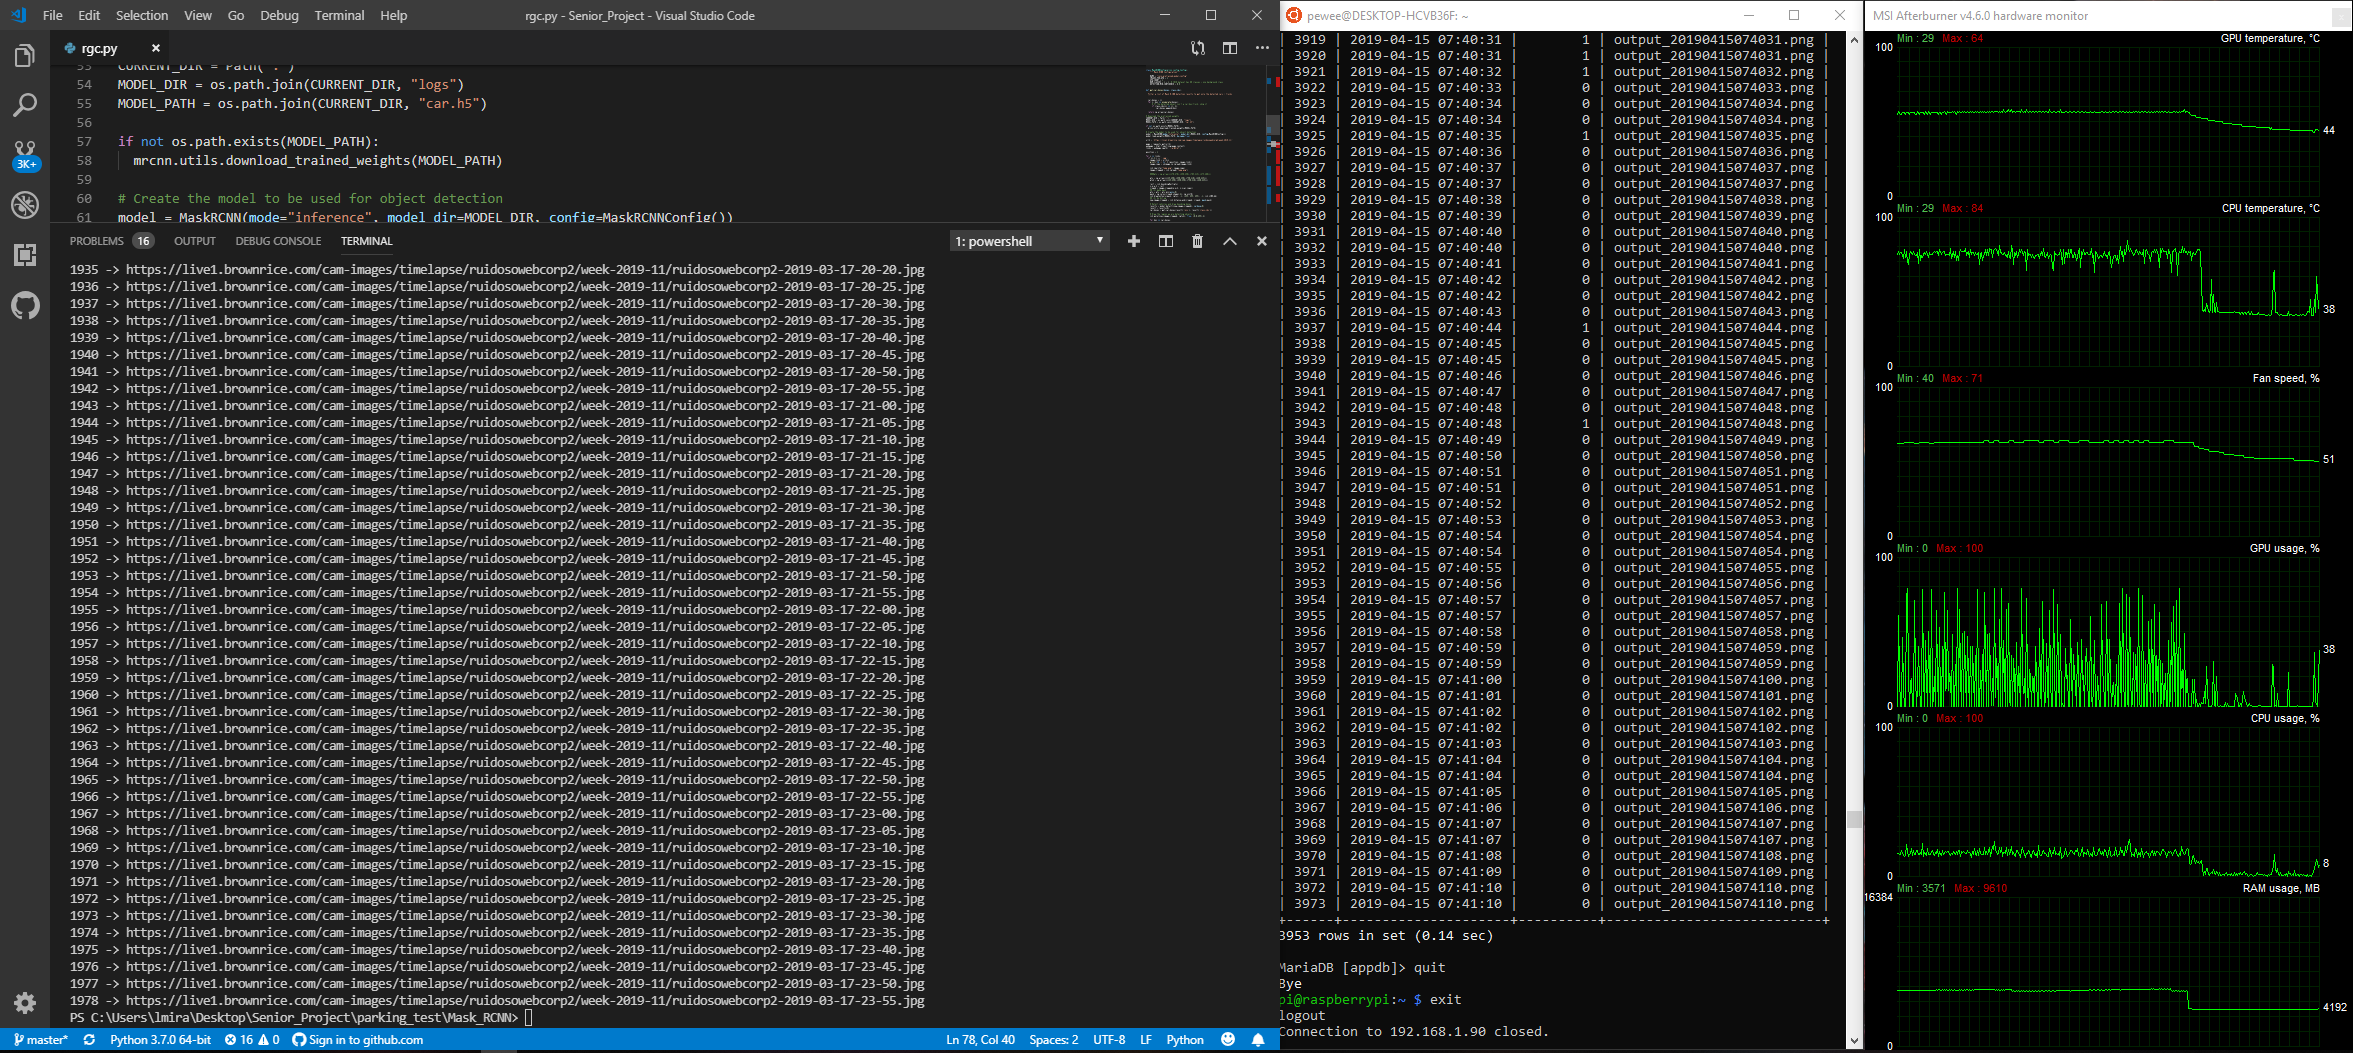 File Edit Selection View Go Debug Terminal Help
rgc.py - Senior_Project - Visual Studio Code
rgc.py
53 CURRENT_DIR = Path(".")
54 MODEL_DIR = os.path.join(CURRENT_DIR, "logs")
55 MODEL_PATH = os.path.join(CURRENT_DIR, "car.h5")
56
57 if not os.path.exists(MODEL_PATH):
58 mrcnn.utils.download_trained_weights(MODEL_PATH)
59
60 # Create the model to be used for object detection
61 model = MaskRCNN(mode="inference", model_dir=MODEL_DIR, config=MaskRCNNConfig())
3K+
PROBLEMS 16 OUTPUT DEBUG CONSOLE TERMINAL
1: powershell
1935 -> https://live1.brownrice.com/cam-images/timelapse/ruidosowebcorp2/week-2019-11/ruidosowebcorp2-2019-03-17-20-20.jpg
1936 -> https://live1.brownrice.com/cam-images/timelapse/ruidosowebcorp2/week-2019-11/ruidosowebcorp2-2019-03-17-20-25.jpg
1937 -> https://live1.brownrice.com/cam-images/timelapse/ruidosowebcorp2/week-2019-11/ruidosowebcorp2-2019-03-17-20-30.jpg
1938 -> https://live1.brownrice.com/cam-images/timelapse/ruidosowebcorp2/week-2019-11/ruidosowebcorp2-2019-03-17-20-35.jpg
1939 -> https://live1.brownrice.com/cam-images/timelapse/ruidosowebcorp2/week-2019-11/ruidosowebcorp2-2019-03-17-20-40.jpg
1940 -> https://live1.brownrice.com/cam-images/timelapse/ruidosowebcorp2/week-2019-11/ruidosowebcorp2-2019-03-17-20-45.jpg
1941 -> https://live1.brownrice.com/cam-images/timelapse/ruidosowebcorp2/week-2019-11/ruidosowebcorp2-2019-03-17-20-50.jpg
1942 -> https://live1.brownrice.com/cam-images/timelapse/ruidosowebcorp2/week-2019-11/ruidosowebcorp2-2019-03-17-20-55.jpg
1943 -> https://live1.brownrice.com/cam-images/timelapse/ruidosowebcorp2/week-2019-11/ruidosowebcorp2-2019-03-17-21-00.jpg
1944 -> https://live1.brownrice.com/cam-images/timelapse/ruidosowebcorp2/week-2019-11/ruidosowebcorp2-2019-03-17-21-05.jpg
1945 -> https://live1.brownrice.com/cam-images/timelapse/ruidosowebcorp2/week-2019-11/ruidosowebcorp2-2019-03-17-21-10.jpg
1946 -> https://live1.brownrice.com/cam-images/timelapse/ruidosowebcorp2/week-2019-11/ruidosowebcorp2-2019-03-17-21-15.jpg
1947 -> https://live1.brownrice.com/cam-images/timelapse/ruidosowebcorp2/week-2019-11/ruidosowebcorp2-2019-03-17-21-20.jpg
1948 -> https://live1.brownrice.com/cam-images/timelapse/ruidosowebcorp2/week-2019-11/ruidosowebcorp2-2019-03-17-21-25.jpg
1949 -> https://live1.brownrice.com/cam-images/timelapse/ruidosowebcorp2/week-2019-11/ruidosowebcorp2-2019-03-17-21-30.jpg
1950 -> https://live1.brownrice.com/cam-images/timelapse/ruidosowebcorp2/week-2019-11/ruidosowebcorp2-2019-03-17-21-35.jpg
1951 -> https://live1.brownrice.com/cam-images/timelapse/ruidosowebcorp2/week-2019-11/ruidosowebcorp2-2019-03-17-21-40.jpg
1952 -> https://live1.brownrice.com/cam-images/timelapse/ruidosowebcorp2/week-2019-11/ruidosowebcorp2-2019-03-17-21-45.jpg
1953 -> https://live1.brownrice.com/cam-images/timelapse/ruidosowebcorp2/week-2019-11/ruidosowebcorp2-2019-03-17-21-50.jpg
1954 -> https://live1.brownrice.com/cam-images/timelapse/ruidosowebcorp2/week-2019-11/ruidosowebcorp2-2019-03-17-21-55.jpg
1955 -> https://live1.brownrice.com/cam-images/timelapse/ruidosowebcorp2/week-2019-11/ruidosowebcorp2-2019-03-17-22-00.jpg
1956 -> https://live1.brownrice.com/cam-images/timelapse/ruidosowebcorp2/week-2019-11/ruidosowebcorp2-2019-03-17-22-05.jpg
1957 -> https://live1.brownrice.com/cam-images/timelapse/ruidosowebcorp2/week-2019-11/ruidosowebcorp2-2019-03-17-22-10.jpg
1958 -> https://live1.brownrice.com/cam-images/timelapse/ruidosowebcorp2/week-2019-11/ruidosowebcorp2-2019-03-17-22-15.jpg
1959 -> https://live1.brownrice.com/cam-images/timelapse/ruidosowebcorp2/week-2019-11/ruidosowebcorp2-2019-03-17-22-20.jpg
1960 -> https://live1.brownrice.com/cam-images/timelapse/ruidosowebcorp2/week-2019-11/ruidosowebcorp2-2019-03-17-22-25.jpg
1961 -> https://live1.brownrice.com/cam-images/timelapse/ruidosowebcorp2/week-2019-11/ruidosowebcorp2-2019-03-17-22-30.jpg
1962 -> https://live1.brownrice.com/cam-images/timelapse/ruidosowebcorp2/week-2019-11/ruidosowebcorp2-2019-03-17-22-35.jpg
1963 -> https://live1.brownrice.com/cam-images/timelapse/ruidosowebcorp2/week-2019-11/ruidosowebcorp2-2019-03-17-22-40.jpg
1964 -> https://live1.brownrice.com/cam-images/timelapse/ruidosowebcorp2/week-2019-11/ruidosowebcorp2-2019-03-17-22-45.jpg
1965 -> https://live1.brownrice.com/cam-images/timelapse/ruidosowebcorp2/week-2019-11/ruidosowebcorp2-2019-03-17-22-50.jpg
1966 -> https://live1.brownrice.com/cam-images/timelapse/ruidosowebcorp2/week-2019-11/ruidosowebcorp2-2019-03-17-22-55.jpg
1967 -> https://live1.brownrice.com/cam-images/timelapse/ruidosowebcorp2/week-2019-11/ruidosowebcorp2-2019-03-17-23-00.jpg
1968 -> https://live1.brownrice.com/cam-images/timelapse/ruidosowebcorp2/week-2019-11/ruidosowebcorp2-2019-03-17-23-05.jpg
1969 -> https://live1.brownrice.com/cam-images/timelapse/ruidosowebcorp2/week-2019-11/ruidosowebcorp2-2019-03-17-23-10.jpg
1970 -> https://live1.brownrice.com/cam-images/timelapse/ruidosowebcorp2/week-2019-11/ruidosowebcorp2-2019-03-17-23-15.jpg
1971 -> https://live1.brownrice.com/cam-images/timelapse/ruidosowebcorp2/week-2019-11/ruidosowebcorp2-2019-03-17-23-20.jpg
1972 -> https://live1.brownrice.com/cam-images/timelapse/ruidosowebcorp2/week-2019-11/ruidosowebcorp2-2019-03-17-23-25.jpg
1973 -> https://live1.brownrice.com/cam-images/timelapse/ruidosowebcorp2/week-2019-11/ruidosowebcorp2-2019-03-17-23-30.jpg
1974 -> https://live1.brownrice.com/cam-images/timelapse/ruidosowebcorp2/week-2019-11/ruidosowebcorp2-2019-03-17-23-35.jpg
1975 -> https://live1.brownrice.com/cam-images/timelapse/ruidosowebcorp2/week-2019-11/ruidosowebcorp2-2019-03-17-23-40.jpg
1976 -> https://live1.brownrice.com/cam-images/timelapse/ruidosowebcorp2/week-2019-11/ruidosowebcorp2-2019-03-17-23-45.jpg
1977 -> https://live1.brownrice.com/cam-images/timelapse/ruidosowebcorp2/week-2019-11/ruidosowebcorp2-2019-03-17-23-50.jpg
1978 -> https://live1.brownrice.com/cam-images/timelapse/ruidosowebcorp2/week-2019-11/ruidosowebcorp2-2019-03-17-23-55.jpg
PS C:\Users\lmira\Desktop\Senior_Project\parking_test\Mask_RCNN>
master* Python 3.7.0 64-bit 16 0 Sign in to github.com Ln 78, Col 40 Spaces: 2 UTF-8 LF Python
pewee@DESKTOP-HCVB36F: ~
| 3919 | 2019-04-15 07:40:31 | 1 | output_20190415074031.png |
| 3920 | 2019-04-15 07:40:31 | 1 | output_20190415074031.png |
| 3921 | 2019-04-15 07:40:32 | 1 | output_20190415074032.png |
| 3922 | 2019-04-15 07:40:33 | 0 | output_20190415074033.png |
| 3923 | 2019-04-15 07:40:34 | 0 | output_20190415074034.png |
| 3924 | 2019-04-15 07:40:34 | 0 | output_20190415074034.png |
| 3925 | 2019-04-15 07:40:35 | 1 | output_20190415074035.png |
| 3926 | 2019-04-15 07:40:36 | 0 | output_20190415074036.png |
| 3927 | 2019-04-15 07:40:37 | 0 | output_20190415074037.png |
| 3928 | 2019-04-15 07:40:37 | 0 | output_20190415074037.png |
| 3929 | 2019-04-15 07:40:38 | 0 | output_20190415074038.png |
| 3930 | 2019-04-15 07:40:39 | 0 | output_20190415074039.png |
| 3931 | 2019-04-15 07:40:40 | 0 | output_20190415074040.png |
| 3932 | 2019-04-15 07:40:40 | 0 | output_20190415074040.png |
| 3933 | 2019-04-15 07:40:41 | 0 | output_20190415074041.png |
| 3934 | 2019-04-15 07:40:42 | 0 | output_20190415074042.png |
| 3935 | 2019-04-15 07:40:42 | 0 | output_20190415074042.png |
| 3936 | 2019-04-15 07:40:43 | 0 | output_20190415074043.png |
| 3937 | 2019-04-15 07:40:44 | 1 | output_20190415074044.png |
| 3938 | 2019-04-15 07:40:45 | 0 | output_20190415074045.png |
| 3939 | 2019-04-15 07:40:45 | 0 | output_20190415074045.png |
| 3940 | 2019-04-15 07:40:46 | 0 | output_20190415074046.png |
| 3941 | 2019-04-15 07:40:47 | 0 | output_20190415074047.png |
| 3942 | 2019-04-15 07:40:48 | 0 | output_20190415074048.png |
| 3943 | 2019-04-15 07:40:48 | 1 | output_20190415074048.png |
| 3944 | 2019-04-15 07:40:49 | 0 | output_20190415074049.png |
| 3945 | 2019-04-15 07:40:50 | 0 | output_20190415074050.png |
| 3946 | 2019-04-15 07:40:51 | 0 | output_20190415074051.png |
| 3947 | 2019-04-15 07:40:51 | 0 | output_20190415074051.png |
| 3948 | 2019-04-15 07:40:52 | 0 | output_20190415074052.png |
| 3949 | 2019-04-15 07:40:53 | 0 | output_20190415074053.png |
| 3950 | 2019-04-15 07:40:54 | 0 | output_20190415074054.png |
| 3951 | 2019-04-15 07:40:54 | 0 | output_20190415074054.png |
| 3952 | 2019-04-15 07:40:55 | 0 | output_20190415074055.png |
| 3953 | 2019-04-15 07:40:56 | 0 | output_20190415074056.png |
| 3954 | 2019-04-15 07:40:57 | 0 | output_20190415074057.png |
| 3955 | 2019-04-15 07:40:57 | 0 | output_20190415074057.png |
| 3956 | 2019-04-15 07:40:58 | 0 | output_20190415074058.png |
| 3957 | 2019-04-15 07:40:59 | 0 | output_20190415074059.png |
| 3958 | 2019-04-15 07:40:59 | 0 | output_20190415074059.png |
| 3959 | 2019-04-15 07:41:00 | 0 | output_20190415074100.png |
| 3960 | 2019-04-15 07:41:01 | 0 | output_20190415074101.png |
| 3961 | 2019-04-15 07:41:02 | 0 | output_20190415074102.png |
| 3962 | 2019-04-15 07:41:02 | 0 | output_20190415074102.png |
| 3963 | 2019-04-15 07:41:03 | 0 | output_20190415074103.png |
| 3964 | 2019-04-15 07:41:04 | 0 | output_20190415074104.png |
| 3965 | 2019-04-15 07:41:04 | 0 | output_20190415074104.png |
| 3966 | 2019-04-15 07:41:05 | 0 | output_20190415074105.png |
| 3967 | 2019-04-15 07:41:06 | 0 | output_20190415074106.png |
| 3968 | 2019-04-15 07:41:07 | 0 | output_20190415074107.png |
| 3969 | 2019-04-15 07:41:07 | 0 | output_20190415074107.png |
| 3970 | 2019-04-15 07:41:08 | 0 | output_20190415074108.png |
| 3971 | 2019-04-15 07:41:09 | 0 | output_20190415074109.png |
| 3972 | 2019-04-15 07:41:10 | 0 | output_20190415074110.png |
| 3973 | 2019-04-15 07:41:10 | 0 | output_20190415074110.png |
+------+---------------------+----------+---------------------------+
3953 rows in set (0.14 sec)
MariaDB [appdb]> quit
Bye
pi@raspberrypi:~ $ exit
logout
Connection to 192.168.1.90 closed.
MSI Afterburner v4.6.0 hardware monitor
Min : 29 Max : 64 GPU temperature, °C
100
44
0
Min : 29 Max : 84 CPU temperature, °C
100
38
0
Min : 40 Max : 71 Fan speed, %
100
51
0
Min : 0 Max : 100 GPU usage, %
100
38
0
Min : 0 Max : 100 CPU usage, %
100
8
0
Min : 3571 Max : 9610 RAM usage, MB
16384
4192
0